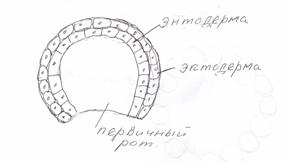 энтодерма
эктодерма
первичный
рот.